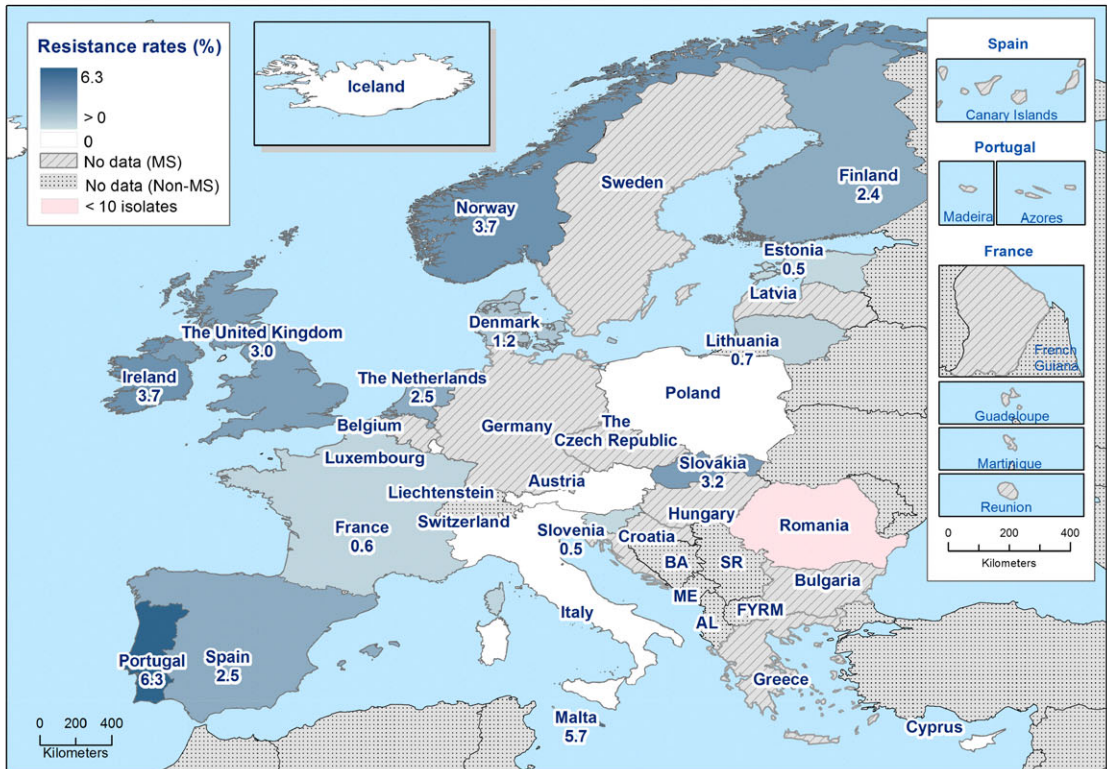 Resistance rates (%)
6.3
> 0
0
No data (MS)
No data (Non-MS)
< 10 isolates
Iceland
Spain
Canary Islands
Portugal
Madeira
Azores
France
French
Guiana
Guadeloupe
Martinique
Reunion
0 200 400
Kilometers
Sweden
Finland
2.4
Norway
3.7
Estonia
0.5
Latvia
Denmark
1.2
Lithuania
0.7
The United Kingdom
3.0
Ireland
3.7
The Netherlands
2.5
Poland
Belgium
Germany
The
Czech Republic
Luxembourg
Slovakia
3.2
Austria
Liechtenstein
Hungary
Switzerland
Romania
France
0.6
Slovenia
0.5
Croatia
BA
SR
Bulgaria
ME
FYRM
Italy
AL
Portugal
6.3
Spain
2.5
Greece
Malta
5.7
Cyprus
0 200 400
Kilometers